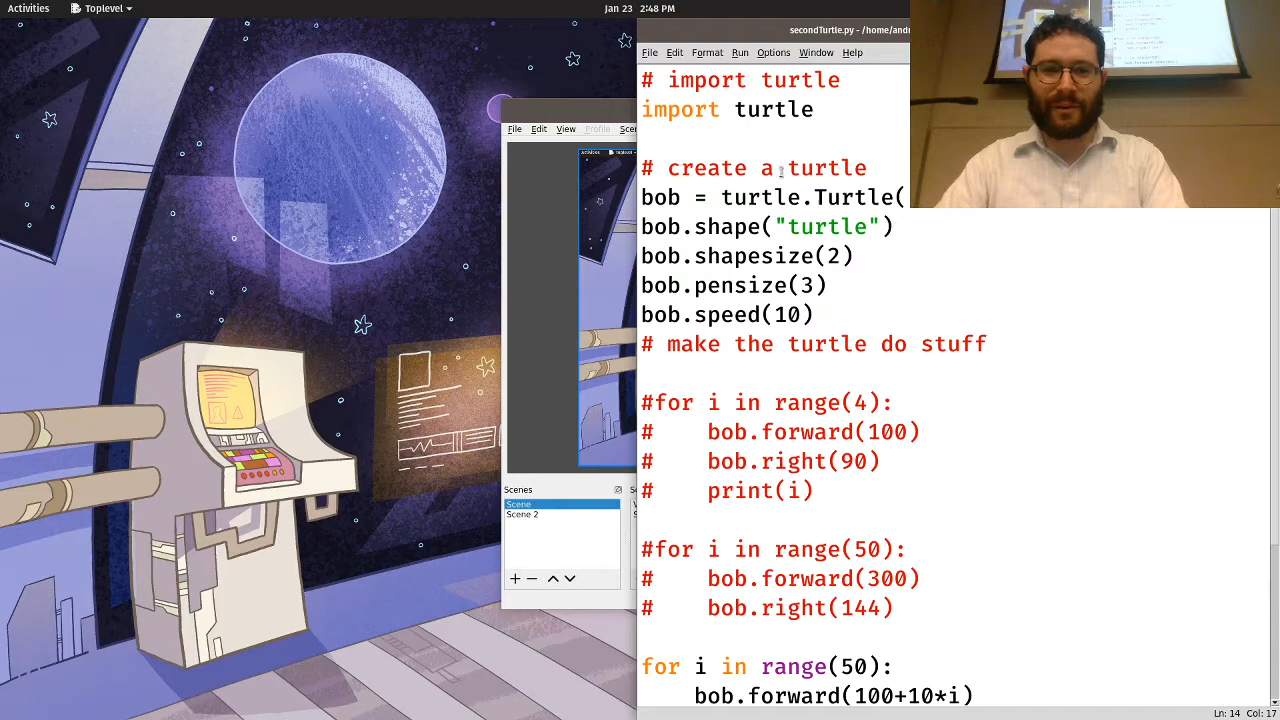 Activities
Toplevel
Jan 23 2:48 PM
secondTurtle.py - /home/andr
File Edit Format Run Options Window Help
# import turtle
import turtle
# create a turtle
bob = turtle.Turtle(
bob.shape("turtle")
bob.shapesize(2)
bob.pensize(3)
bob.speed(10)
# make the turtle do stuff
#for i in range(4):
#    bob.forward(100)
#    bob.right(90)
#    print(i)
#for i in range(50):
#    bob.forward(300)
#    bob.right(144)
for i in range(50):
    bob.forward(100+10*i)
Ln: 14 Col: 17
File Edit View Profile Scen
Scenes
Scene
Scene 2